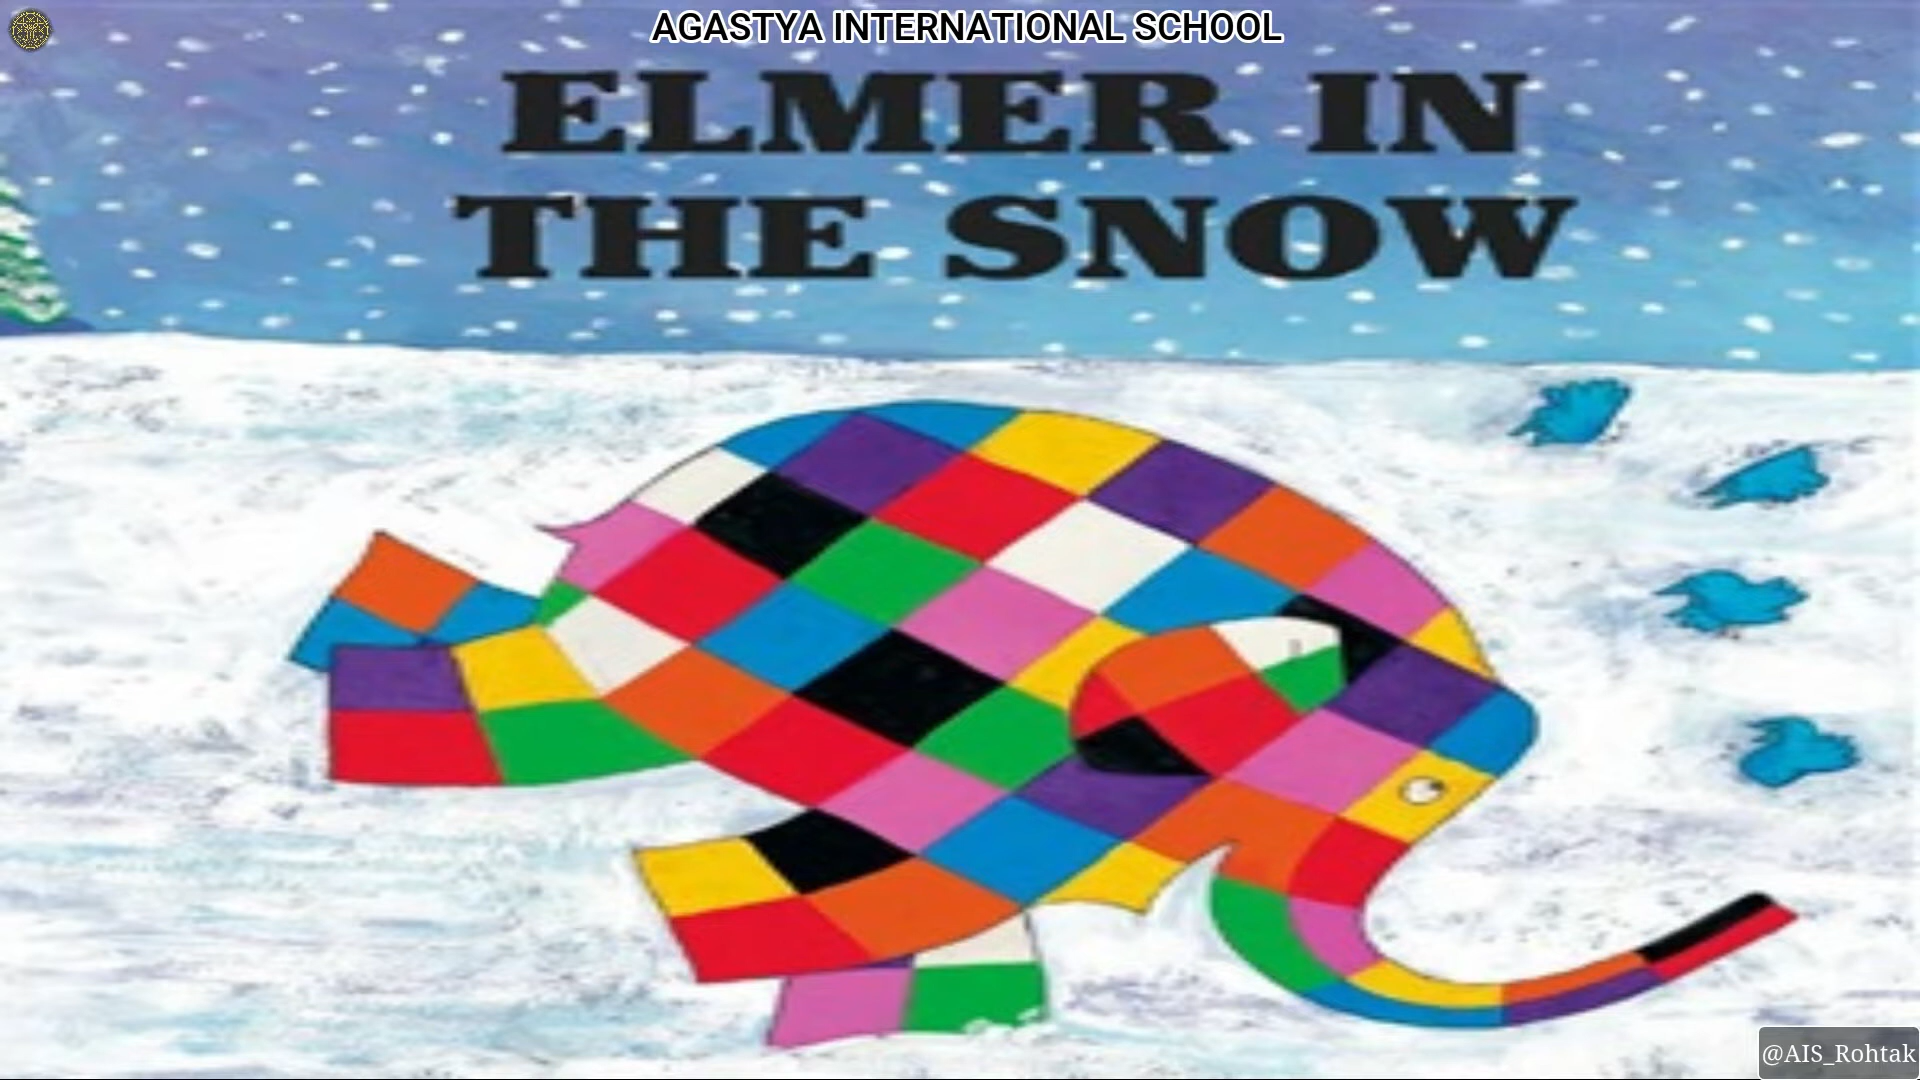 AGASTYA INTERNATIONAL SCHOOL
ELMER IN
THE SNOW
@AIS_Rohtak